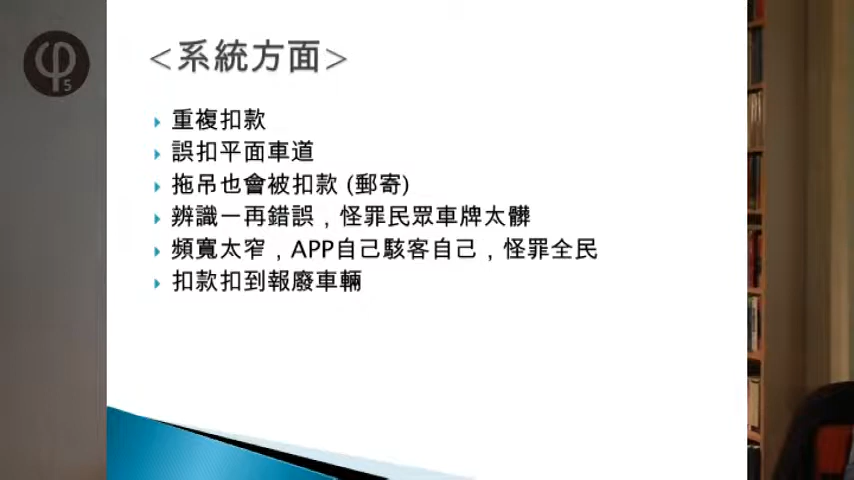 φ5
<系統方面>
重複扣款
誤扣平面車道
拖吊也會被扣款 (郵寄)
辨識一再錯誤，怪罪民眾車牌太髒
頻寬太窄，APP自己駭客自己，怪罪全民
扣款扣到報廢車輛